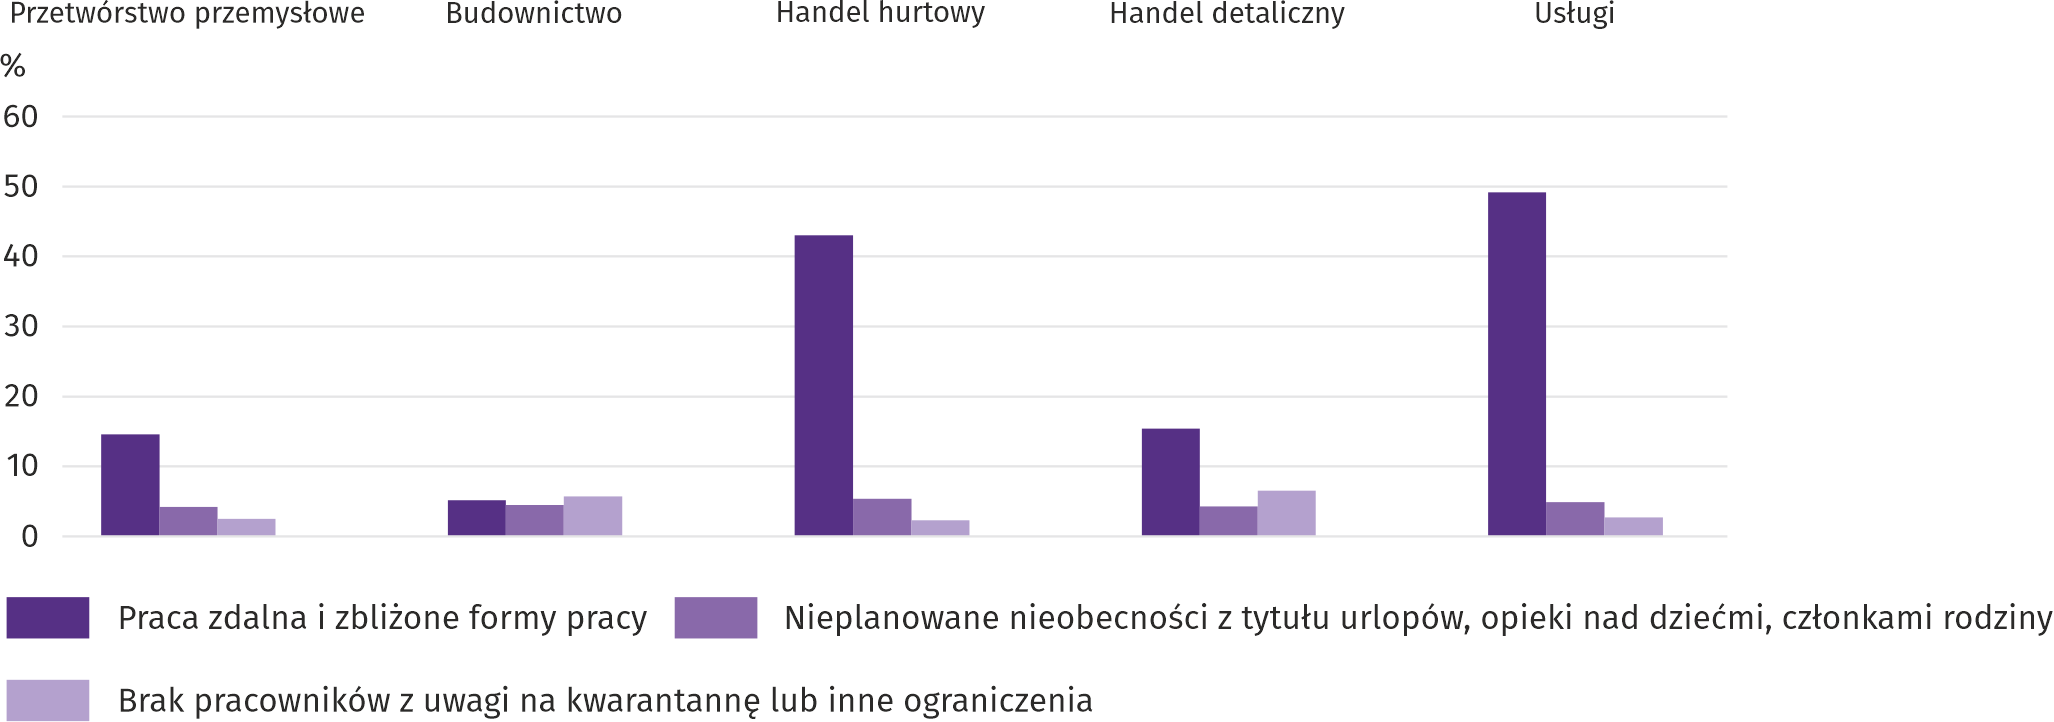 Przetwórstwo przemysłowe Budownictwo Handel hurtowy Handel detaliczny Usługi
%
60
50
40
30
20
10
0
Praca zdalna i zbliżone formy pracy Nieplanowane nieobecności z tytułu urlopów, opieki nad dziećmi, członkami rodziny
Brak pracowników z uwagi na kwarantannę lub inne ograniczenia